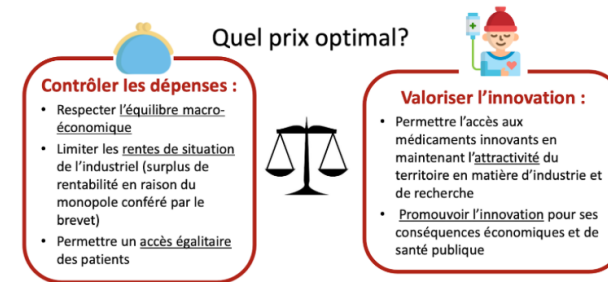 Quel prix optimal?
Contrôler les dépenses :
• Respecter l'équilibre macro-
économique
• Limiter les rentes de situation
de l'industriel (surplus de
rentabilité en raison du
monopole conféré par le
brevet)
• Permettre un accès égalitaire
des patients
Valoriser l'innovation :
• Permettre l'accès aux
médicaments innovants en
maintenant l'attractivité du
territoire en matière d'industrie et
de recherche
• Promouvoir l'innovation pour ses
conséquences économiques et de
santé publique